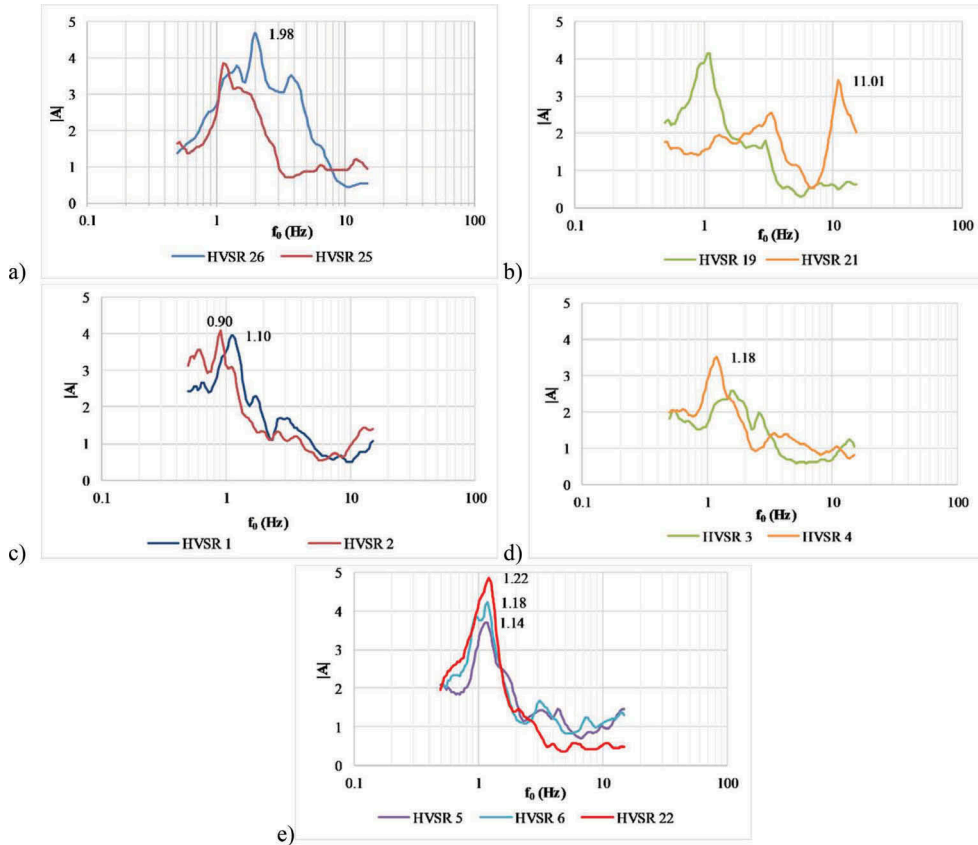 5
1.98
4
3
|A|
2
1
0
0.1 1 10 100
f₀ (Hz)
HVSR 26 HVSR 25
a)
5
4
11.01
3
|A|
2
1
0
0.1 1 10 100
f₀ (Hz)
HVSR 19 HVSR 21
b)
5
0.90
4
1.10
3
|A|
2
1
0
0.1 1 10 100
f₀ (Hz)
HVSR 1 HVSR 2
c)
5
4
1.18
3
|A|
2
1
0
0.1 1 10 100
f₀ (Hz)
HVSR 3 HVSR 4
d)
5
1.22
1.18
4
1.14
3
|A|
2
1
0
0.1 1 10 100
f₀ (Hz)
HVSR 5 HVSR 6 HVSR 22
e)